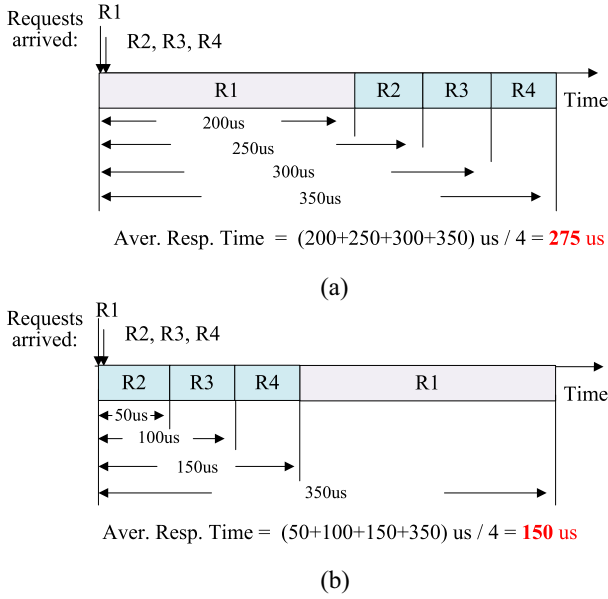 Requests arrived:
R1
R2, R3, R4
R1 R2 R3 R4
Time
200us
250us
300us
350us
Aver. Resp. Time = (200+250+300+350) us / 4 = 275 us
(a)
Requests arrived:
R1
R2, R3, R4
R2 R3 R4 R1
Time
50us
100us
150us
350us
Aver. Resp. Time = (50+100+150+350) us / 4 = 150 us
(b)